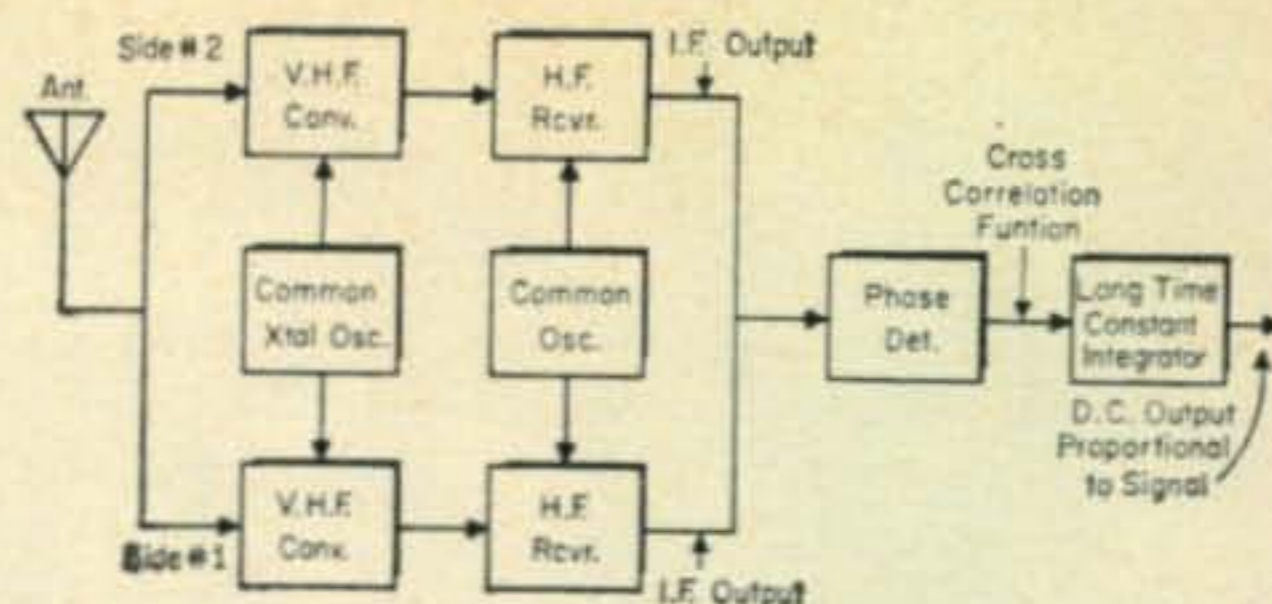 Side # 2
Ant.
V.H.F.
Conv.
H.F.
Rcvr.
I.F. Output
Common
Xtal Osc.
Common
Osc.
Cross
Correlation
Funtion
Phase
Det.
Long Time
Constant
Integrator
D.C. Output
Proportional
to Signal
Side # 1
V.H.F.
Conv.
H.F.
Rcvr.
I.F. Output